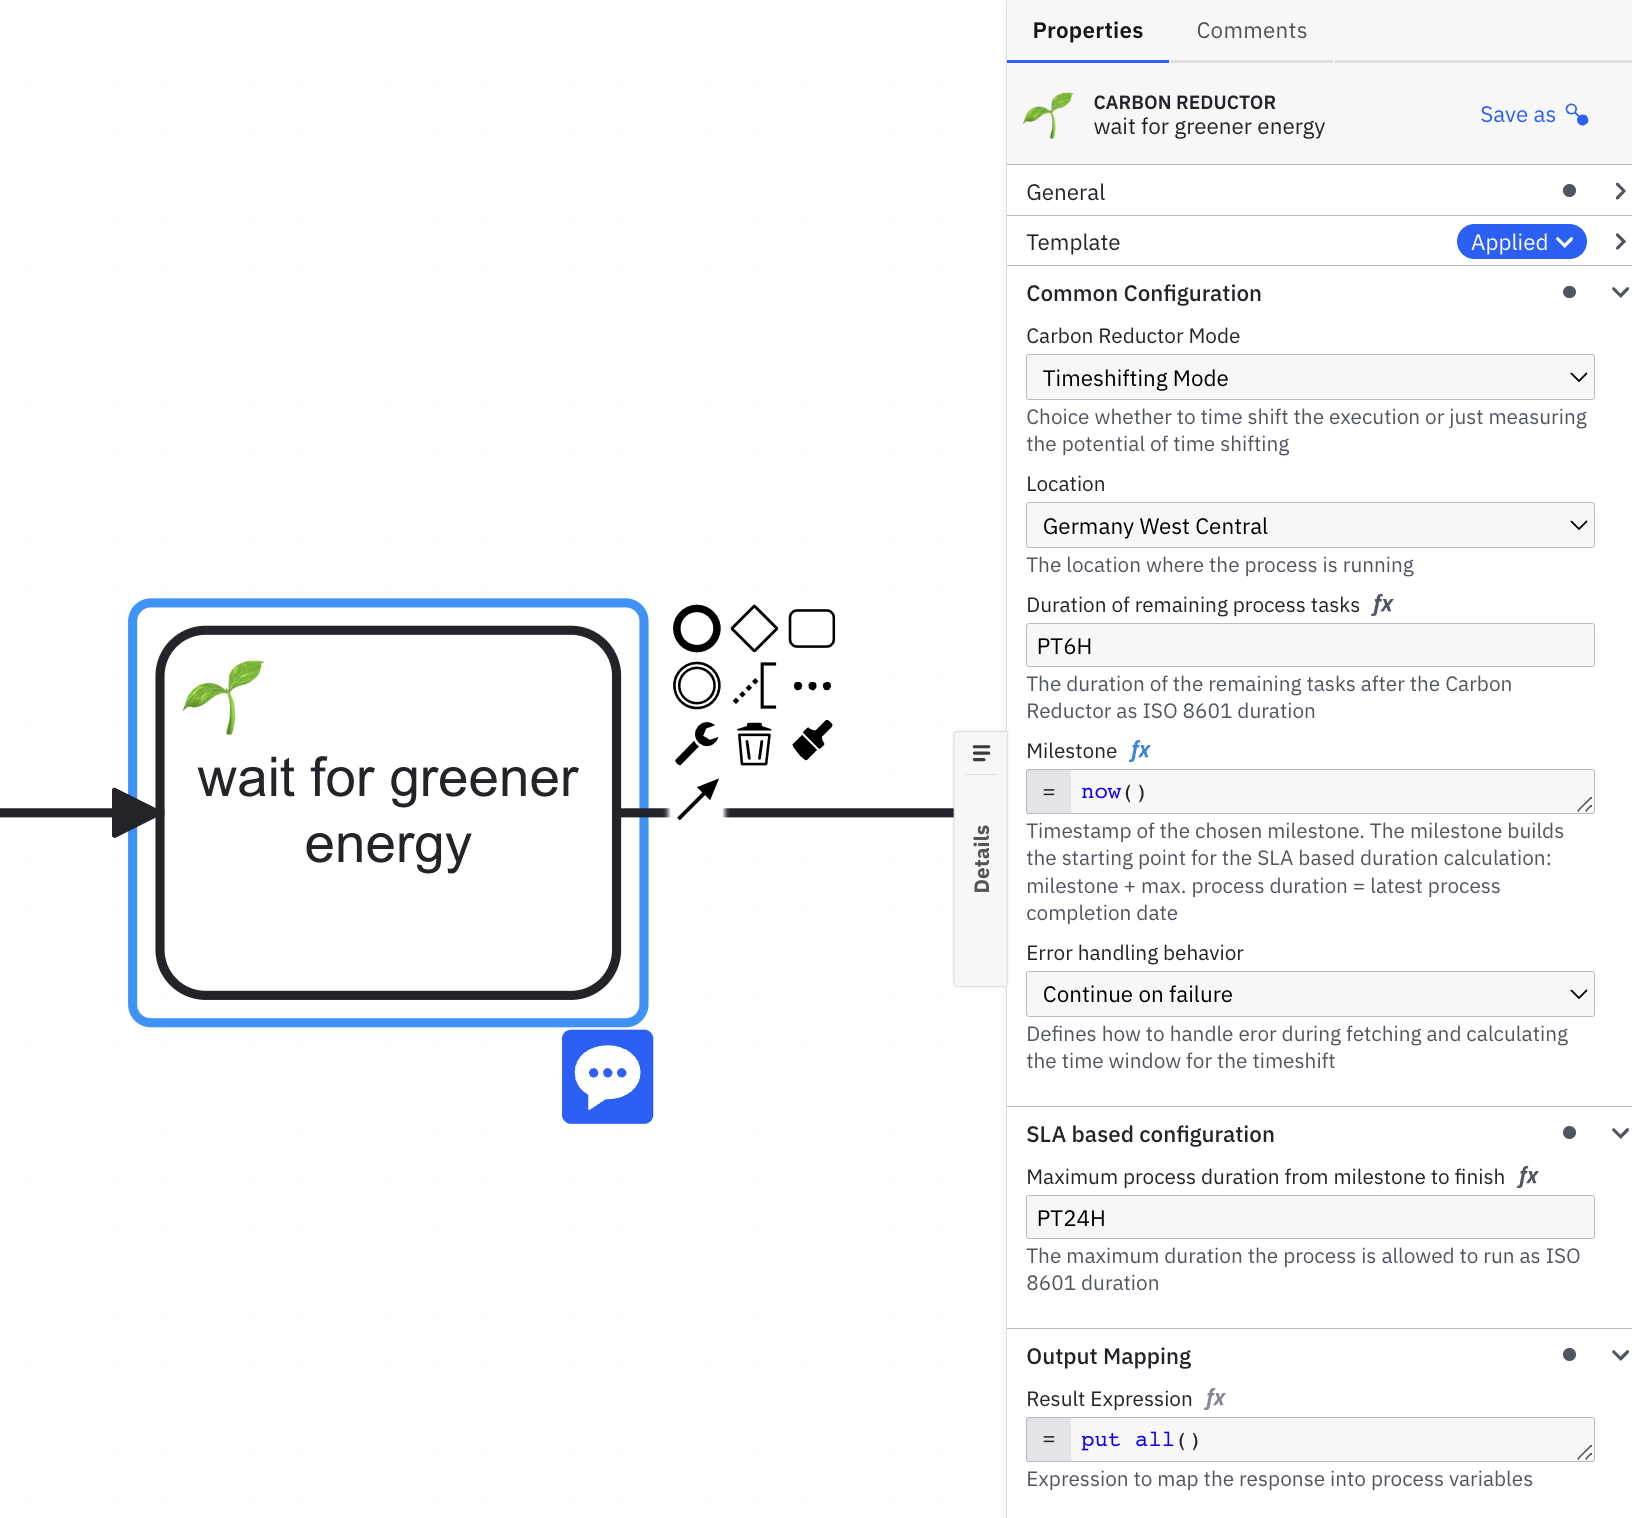 Properties
Comments
CARBON REDUCTOR
wait for greener energy
Save as
General
Template
Applied
Common Configuration
Carbon Reductor Mode
Timeshifting Mode
Choice whether to time shift the execution or just measuring
the potential of time shifting
Location
Germany West Central
The location where the process is running
Duration of remaining process tasks fx
PT6H
The duration of the remaining tasks after the Carbon
Reductor as ISO 8601 duration
Milestone fx
= now()
Timestamp of the chosen milestone. The milestone builds
the starting point for the SLA based duration calculation:
milestone + max. process duration = latest process
completion date
Error handling behavior
Continue on failure
Defines how to handle eror during fetching and calculating
the time window for the timeshift
SLA based configuration
Maximum process duration from milestone to finish fx
PT24H
The maximum duration the process is allowed to run as ISO
8601 duration
Output Mapping
Result Expression fx
= put all()
Expression to map the response into process variables
wait for greener
energy
Details